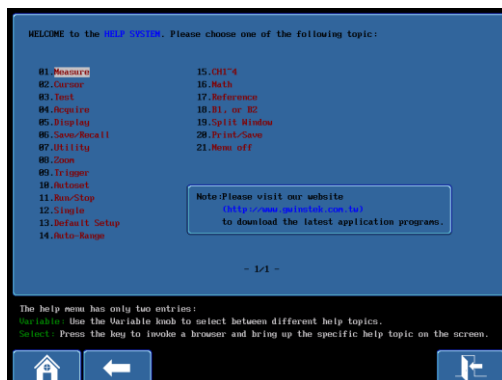 WELCOME to the HELP SYSTEM. Please choose one of the following topic:
01.Measure
02.Cursor
03.Test
04.Acquire
05.Display
06.Save/Recall
07.Utility
08.Zoom
09.Trigger
10.Autoset
11.Run/Stop
12.Single
13.Default Setup
14.Auto-Range
15.CH1~4
16.Math
17.Reference
18.B1, or B2
19.Split Window
20.Print/Save
21.Menu off
Note:Please visit our website
(http://www.gwinstek.com.tw)
to download the latest application programs.
- 1/1 -
The help menu has only two entries:
Variable: Use the Variable knob to select between different help topics.
Select: Press the key to invoke a browser and bring up the specific help topic on the screen.